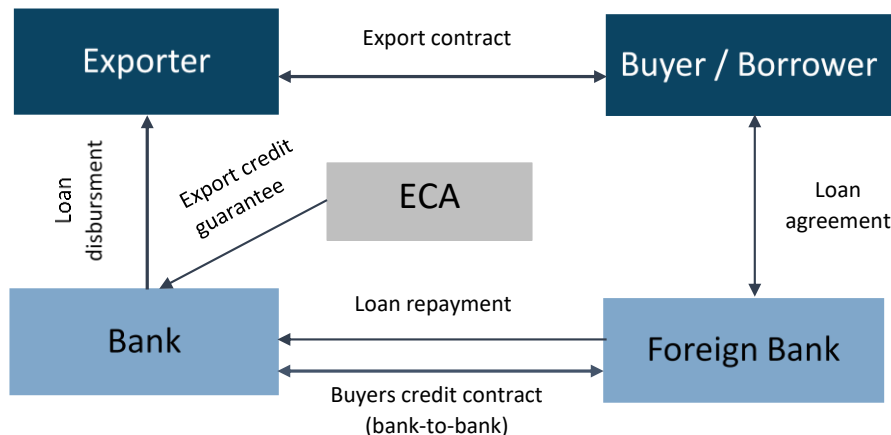 Export contract
Exporter
Buyer / Borrower
Loan
disbursment
Export credit
guarantee
ECA
Loan
agreement
Bank
Loan repayment
Foreign Bank
Buyers credit contract
(bank-to-bank)